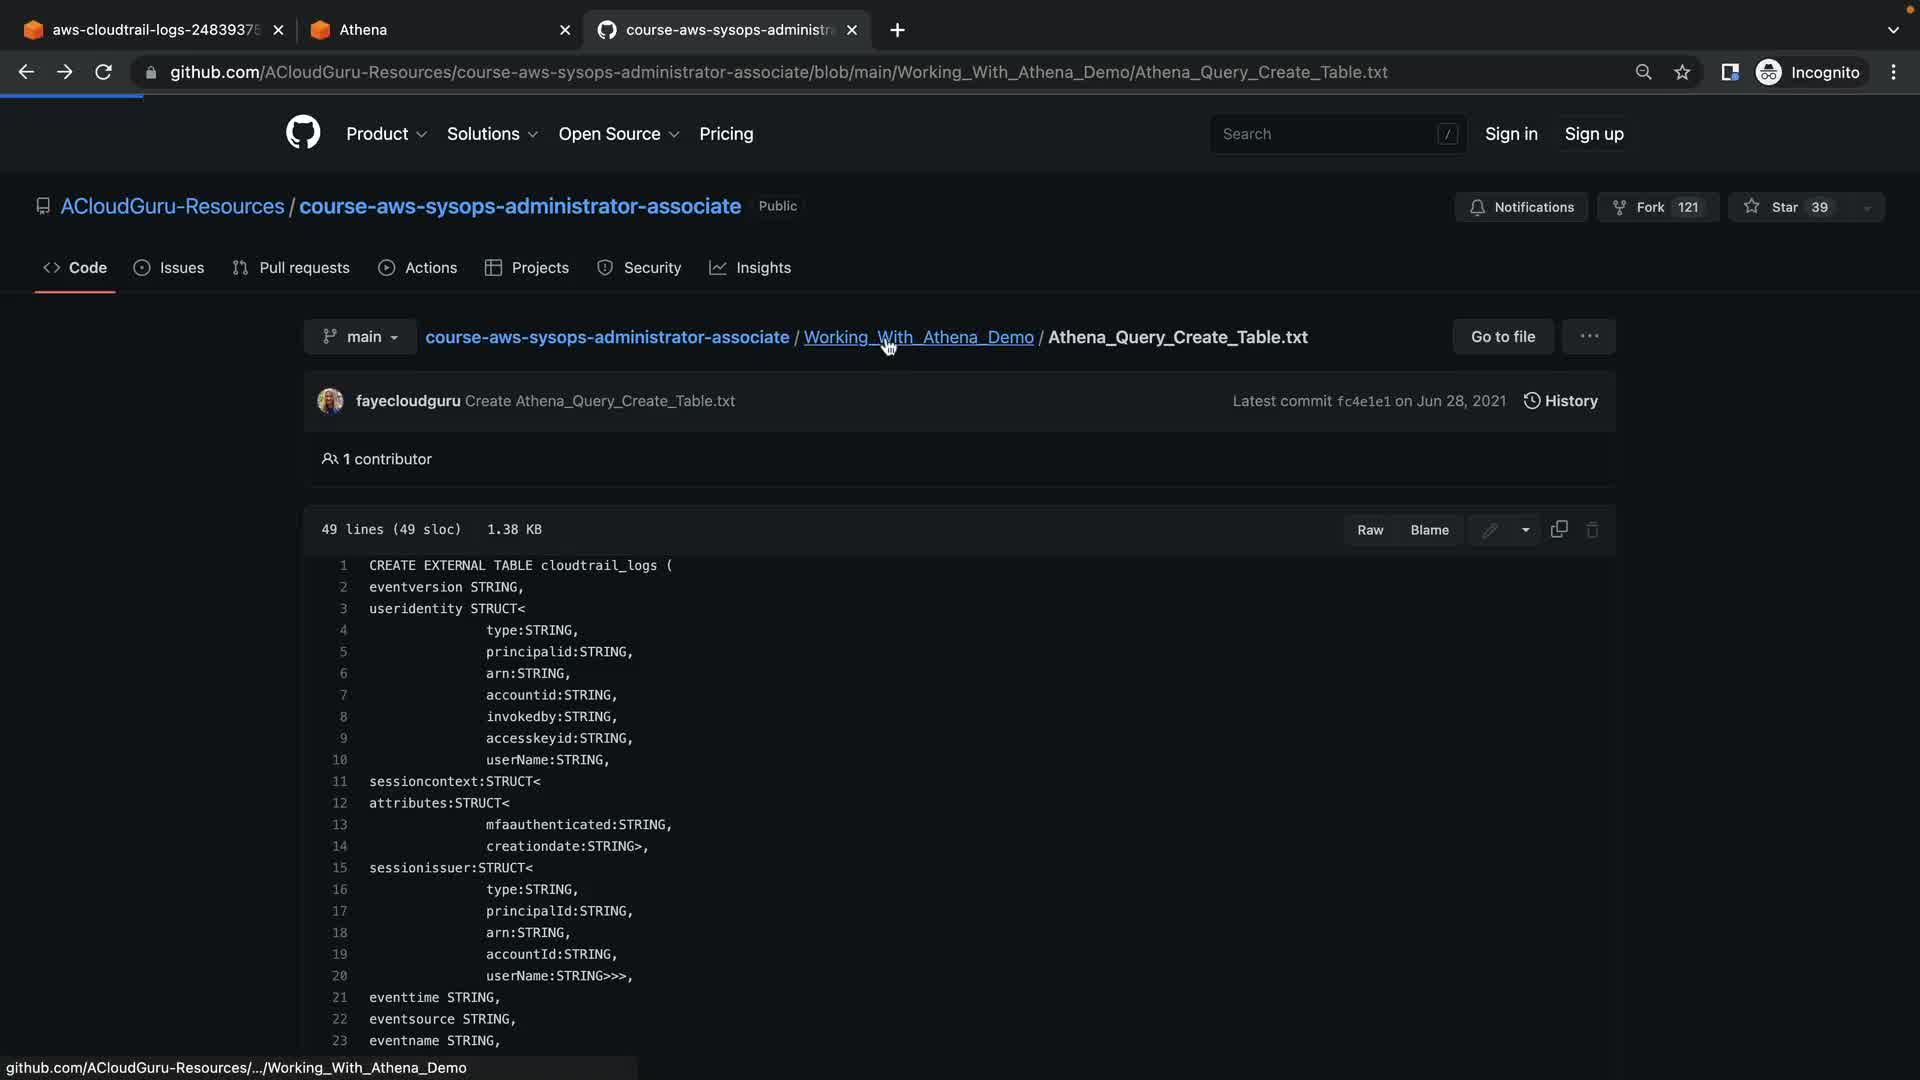 aws-cloudtrail-logs-24839375
Athena
course-aws-sysops-administra
github.com/ACloudGuru-Resources/course-aws-sysops-administrator-associate/blob/main/Working_With_Athena_Demo/Athena_Query_Create_Table.txt
Incognito
Product
Solutions
Open Source
Pricing
Search
/
Sign in
Sign up
ACloudGuru-Resources / course-aws-sysops-administrator-associate
Public
Notifications
Fork 121
Star 39
Code
Issues
Pull requests
Actions
Projects
Security
Insights
main
course-aws-sysops-administrator-associate / Working_With_Athena_Demo / Athena_Query_Create_Table.txt
Go to file
fayecloudguru Create Athena_Query_Create_Table.txt
Latest commit fc4e1e1 on Jun 28, 2021
History
1 contributor
49 lines (49 sloc) 1.38 KB
Raw
Blame
1 CREATE EXTERNAL TABLE cloudtrail_logs (
2 eventversion STRING,
3 useridentity STRUCT<
4 type:STRING,
5 principalid:STRING,
6 arn:STRING,
7 accountid:STRING,
8 invokedby:STRING,
9 accesskeyid:STRING,
10 userName:STRING,
11 sessioncontext:STRUCT<
12 attributes:STRUCT<
13 mfaauthenticated:STRING,
14 creationdate:STRING>,
15 sessionissuer:STRUCT<
16 type:STRING,
17 principalId:STRING,
18 arn:STRING,
19 accountId:STRING,
20 userName:STRING>>>,
21 eventtime STRING,
22 eventsource STRING,
23 eventname STRING,
github.com/ACloudGuru-Resources/.../Working_With_Athena_Demo